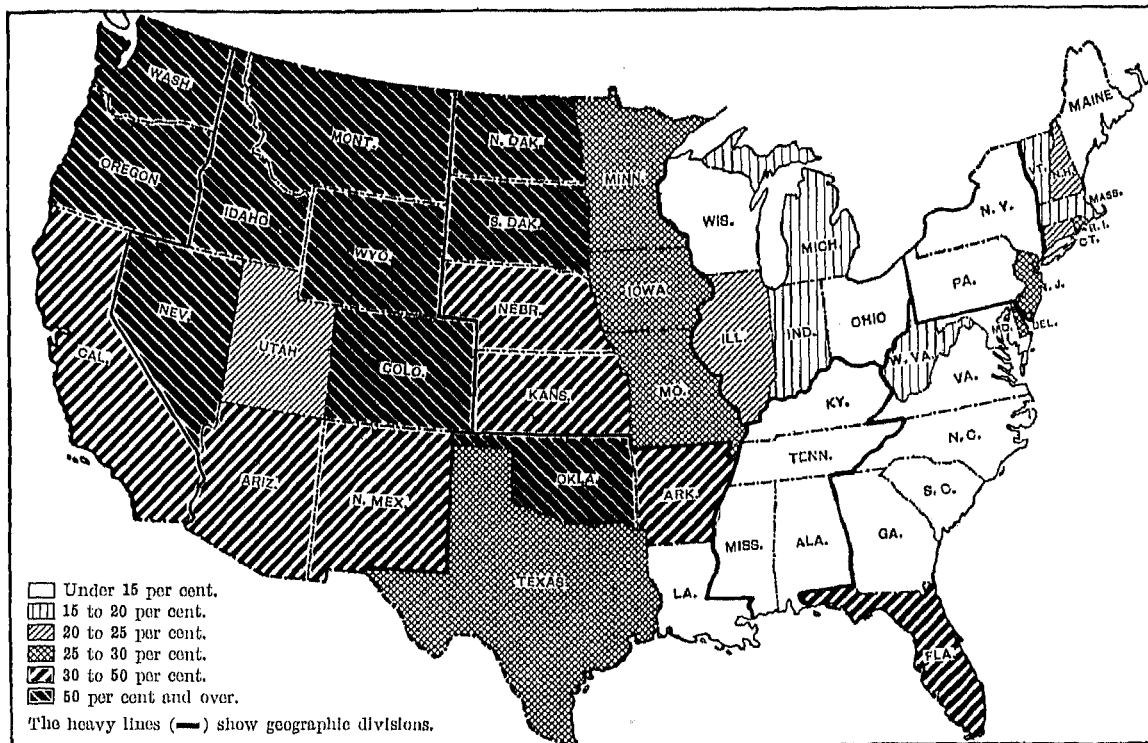 MAINE
WASH.
MONT.
N. DAK.
MINN.
OREGON
IDAHO
S. DAK.
WIS.
MICH.
N. Y.
VT.
N.H.
MASS.
R. I.
CT.
WYO.
NEBR.
IOWA
PA.
N. J.
NEV.
UTAH
COLO.
ILL.
IND.
OHIO
W. VA.
MD.
DEL.
CAL.
KANS.
MO.
KY.
VA.
ARIZ.
N. MEX.
OKLA.
ARK.
TENN.
N. C.
S. C.
TEXAS
LA.
MISS.
ALA.
GA.
FLA.
Under 15 per cent.
15 to 20 per cent.
20 to 25 per cent.
25 to 30 per cent.
30 to 50 per cent.
50 per cent and over.
The heavy lines (▬) show geographic divisions.